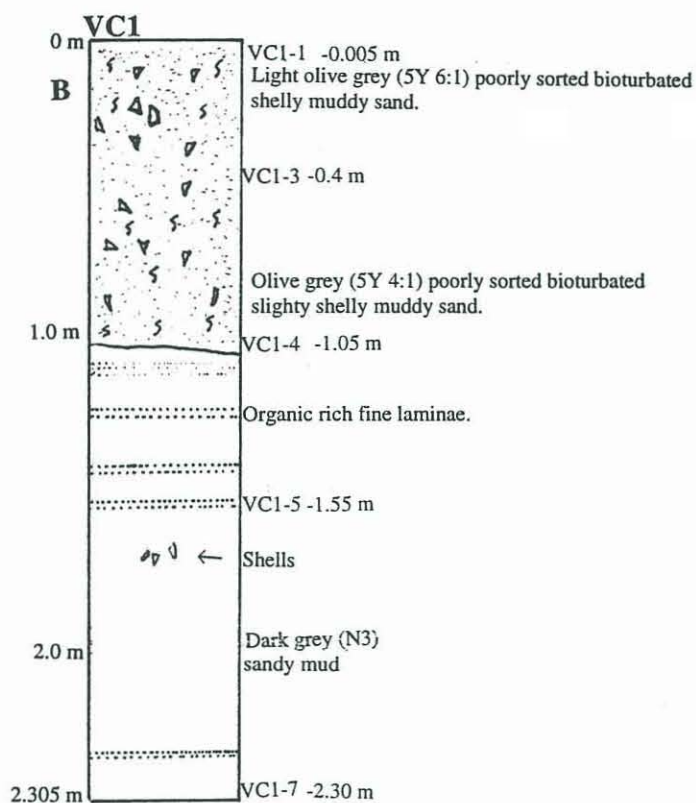 VC1
0 m
B
VC1-1 -0.005 m
Light olive grey (5Y 6:1) poorly sorted bioturbated
shelly muddy sand.
VC1-3 -0.4 m
Olive grey (5Y 4:1) poorly sorted bioturbated
slighty shelly muddy sand.
1.0 m
VC1-4 -1.05 m
Organic rich fine laminae.
VC1-5 -1.55 m
Shells
2.0 m
Dark grey (N3)
sandy mud
2.305 m
VC1-7 -2.30 m